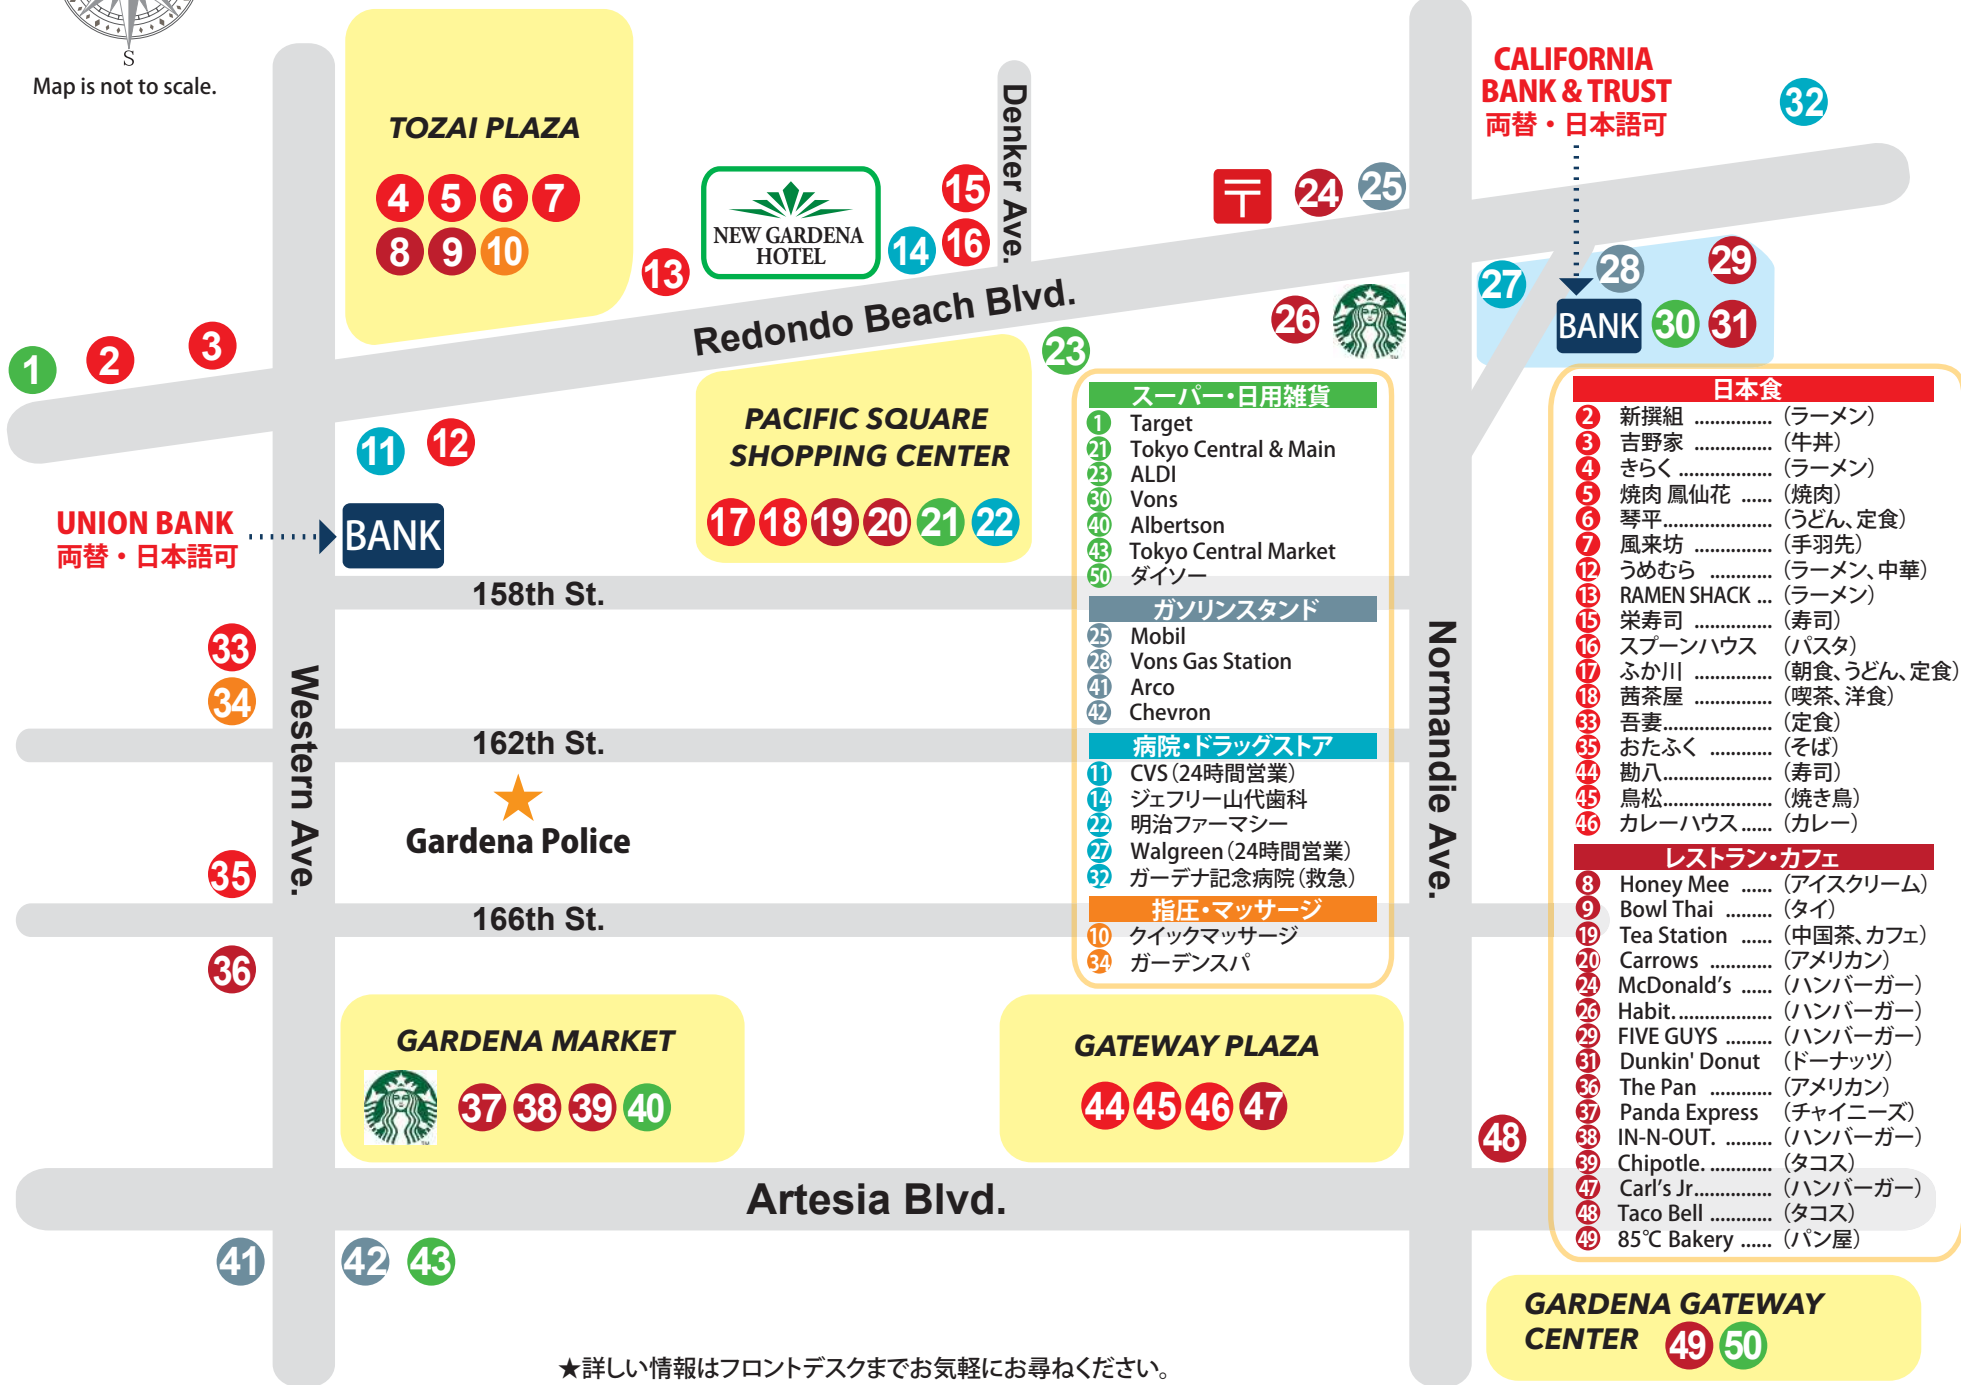 S
Map is not to scale.
TOZAI PLAZA
4 5 6 7
8 9 10
NEW GARDENA
HOTEL
13
14
15
16
Denker Ave.
〒
24
25
CALIFORNIA
BANK & TRUST
両替・日本語可
32
27
28
29
BANK
30
31
26
Redondo Beach Blvd.
1
2
3
11
12
UNION BANK
両替・日本語可
BANK
PACIFIC SQUARE
SHOPPING CENTER
17 18 19 20 21 22
23
158th St.
33
34
Western Ave.
162th St.
Gardena Police
35
166th St.
36
Normandie Ave.
スーパー・日用雑貨
1 Target
21 Tokyo Central & Main
23 ALDI
30 Vons
40 Albertson
43 Tokyo Central Market
50 ダイソー
ガソリンスタンド
25 Mobil
28 Vons Gas Station
41 Arco
42 Chevron
病院・ドラッグストア
11 CVS（24時間営業）
14 ジェフリー山代歯科
22 明治ファーマシー
27 Walgreen（24時間営業）
32 ガーデナ記念病院（救急）
指圧・マッサージ
10 クイックマッサージ
34 ガーデンスパ
日本食
2 新撰組 ............... （ラーメン）
3 吉野家 ............... （牛丼）
4 きらく .................. （ラーメン）
5 焼肉 鳳仙花 ...... （焼肉）
6 琴平..................... （うどん、定食）
7 風来坊 ............... （手羽先）
12 うめむら ............ （ラーメン、中華）
13 RAMEN SHACK ... （ラーメン）
15 栄寿司 ............... （寿司）
16 スプーンハウス （パスタ）
17 ふか川 ............... （朝食、うどん、定食）
18 茜茶屋 ............... （喫茶、洋食）
33 吾妻..................... （定食）
35 おたふく ............ （そば）
44 勘八..................... （寿司）
45 鳥松..................... （焼き鳥）
46 カレーハウス...... （カレー）
レストラン・カフェ
8 Honey Mee ...... （アイスクリーム）
9 Bowl Thai ......... （タイ）
19 Tea Station ...... （中国茶、カフェ）
20 Carrows ............ （アメリカン）
24 McDonald's ...... （ハンバーガー）
26 Habit................... （ハンバーガー）
29 FIVE GUYS ......... （ハンバーガー）
31 Dunkin' Donut （ドーナッツ）
36 The Pan ............ （アメリカン）
37 Panda Express （チャイニーズ）
38 IN-N-OUT. ......... （ハンバーガー）
39 Chipotle. ............ （タコス）
47 Carl's Jr............... （ハンバーガー）
48 Taco Bell ............ （タコス）
49 85℃ Bakery ...... （パン屋）
GARDENA MARKET
37 38 39 40
GATEWAY PLAZA
44 45 46 47
48
Artesia Blvd.
41
42
43
GARDENA GATEWAY
CENTER 49 50
★詳しい情報はフロントデスクまでお気軽にお尋ねください。